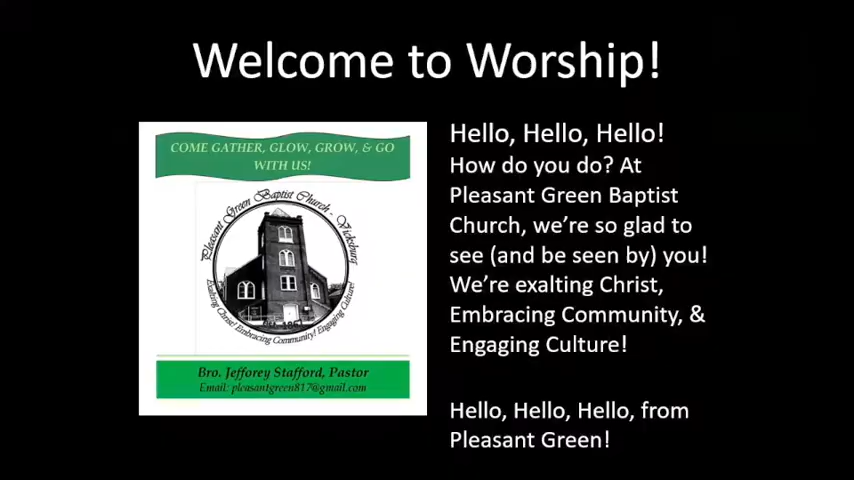 Welcome to Worship!
COME GATHER, GLOW, GROW, & GO
WITH US!
Pleasant Green Baptist Church - Vicksburg
Exalting Christ! Embracing Community! Engaging Culture!
Bro. Jefforey Stafford, Pastor
Email: pleasantgreen817@gmail.com
Hello, Hello, Hello!
How do you do? At
Pleasant Green Baptist
Church, we’re so glad to
see (and be seen by) you!
We’re exalting Christ,
Embracing Community, &
Engaging Culture!
Hello, Hello, Hello, from
Pleasant Green!